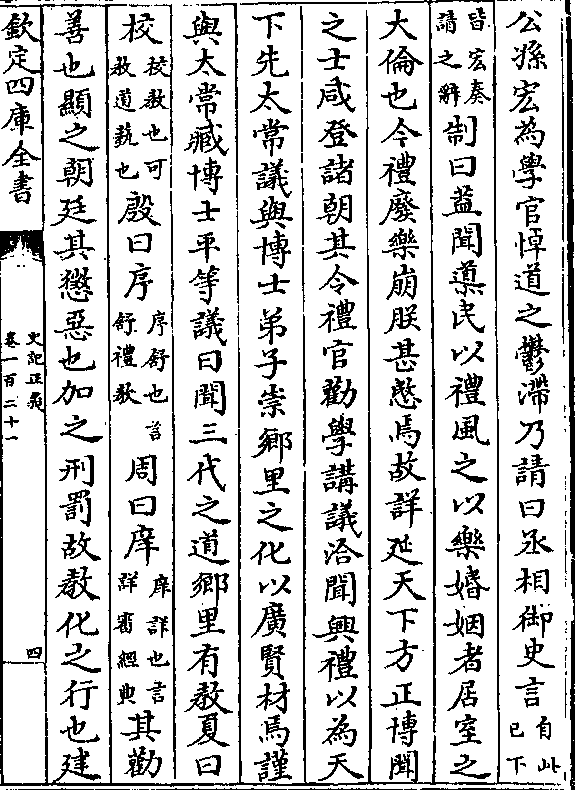 公孫宏為學官悼道之鬱滯乃請曰丞相御史言自此已下
皆宏奏請之辭制曰蓋聞導民以禮風之以樂婚姻者居室之
大倫也今禮廢樂崩朕甚愍焉故詳延天下方正博聞
之士咸登諸朝其令禮官勸學講議洽聞興禮以為天
下先太常議與博士弟子崇鄉里之化以廣賢材焉謹
與太常臧博士平等議曰聞三代之道鄉里有教夏曰
校校教也可教道藝也殷曰序序舒也言舒禮教周曰庠庠詳也言詳審經典其勸
善也顯之朝廷其懲惡也加之刑罰故教化之行也建
欽定四庫全書
史記正義
卷一百二十一
四